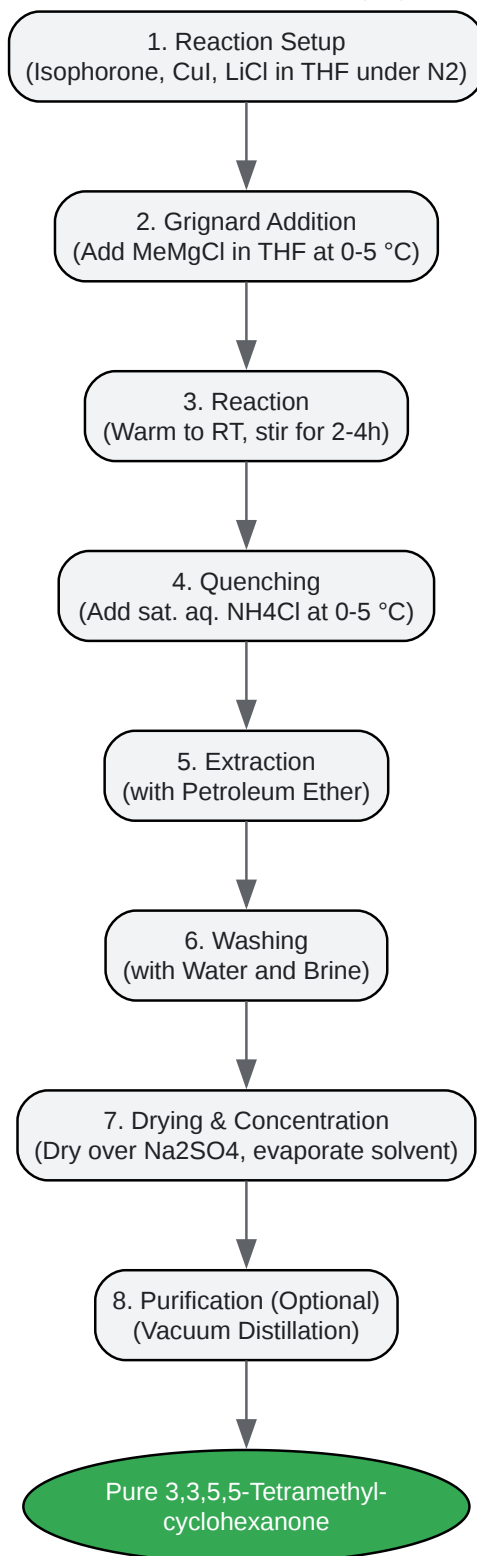 1. Reaction Setup
(Isophorone, CuI, LiCl in THF under N2)
2. Grignard Addition
(Add MeMgCl in THF at 0-5 °C)
3. Reaction
(Warm to RT, stir for 2-4h)
4. Quenching
(Add sat. aq. NH4Cl at 0-5 °C)
5. Extraction
(with Petroleum Ether)
6. Washing
(with Water and Brine)
7. Drying & Concentration
(Dry over Na2SO4, evaporate solvent)
8. Purification (Optional)
(Vacuum Distillation)
Pure 3,3,5,5-Tetramethyl-
cyclohexanone